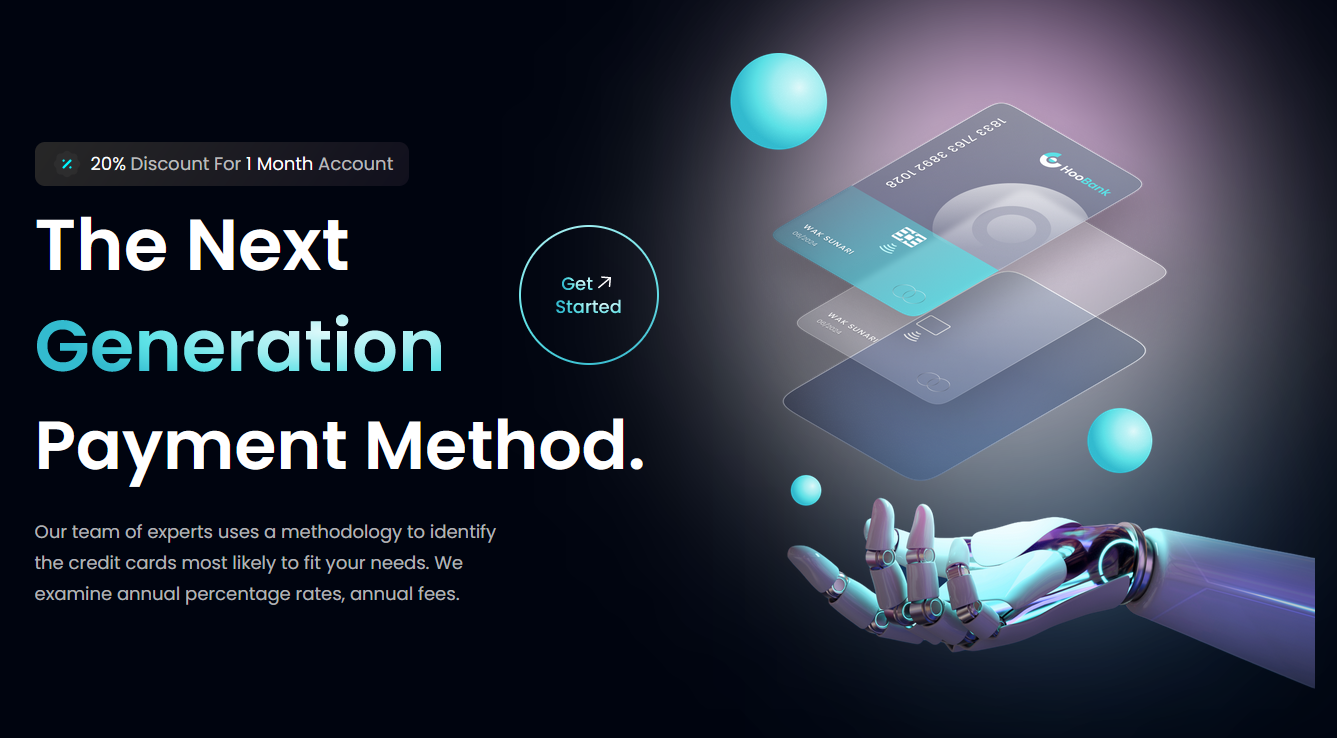 20% Discount For 1 Month Account
The Next
Generation
Payment Method.
Get
Started
Our team of experts uses a methodology to identify
the credit cards most likely to fit your needs. We
examine annual percentage rates, annual fees.
1833 7163 3892 1028
HooBank
WAK SUNARI
06/2024
WAK SUNARI
06/2024